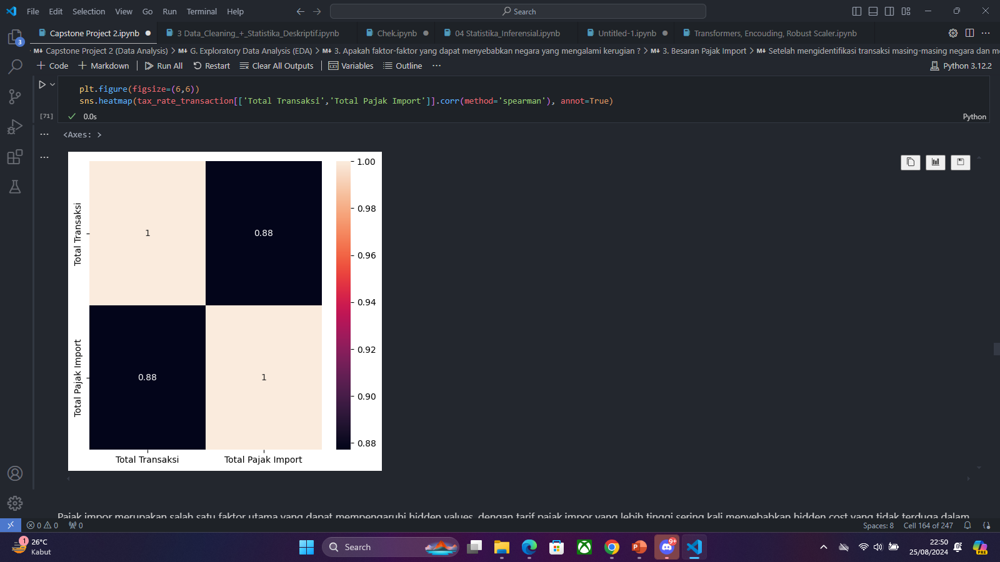 File Edit Selection View Go Run Terminal Help
Search
Capstone Project 2.ipynb
3 Data_Cleaning_+_Statistika_Deskriptif.ipynb
Chek.ipynb
04 Statistika_Inferensial.ipynb
Untitled-1.ipynb
Transformers, Encouding, Robust Scaler.ipynb
Capstone Project 2 (Data Analysis) > G. Exploratory Data Analysis (EDA) > 3. Apakah faktor-faktor yang dapat menyebabkan negara yang mengalami kerugian ? > 3. Besaran Pajak Import > Setelah mengidentifikasi transaksi masing-masing negara dan me
+ Code + Markdown Run All Restart Clear All Outputs Variables Outline ...
Python 3.12.2
3
plt.figure(figsize=(6,6))
sns.heatmap(tax_rate_transaction[['Total Transaksi','Total Pajak Import']].corr(method='spearman'), annot=True)
[71]
0.0s
Python
<Axes: >
Total Transaksi
Total Pajak Import
1
0.88
0.88
1
Total Transaksi
Total Pajak Import
1.00
0.98
0.96
0.94
0.92
0.90
0.88
Pajak impor merupakan salah satu faktor utama yang dapat mempengaruhi hidden values, dengan tarif pajak impor yang lebih tinggi sering kali menyebabkan hidden cost yang tidak terduga dalam
0 0 0
Spaces: 8 Cell 164 of 247
1
26°C
Kabut
Search
P
9+
22:50
25/08/2024
PRE